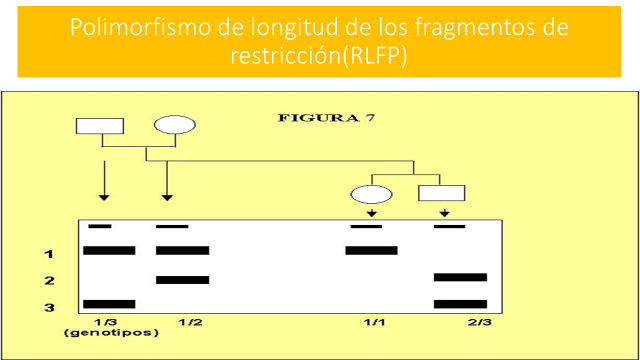 Polimorfismo de longitud de los fragmentos de
restricción(RLFP)
FIGURA 7
1
2
3
1/3 1/2 1/1 2/3
(genotipos)